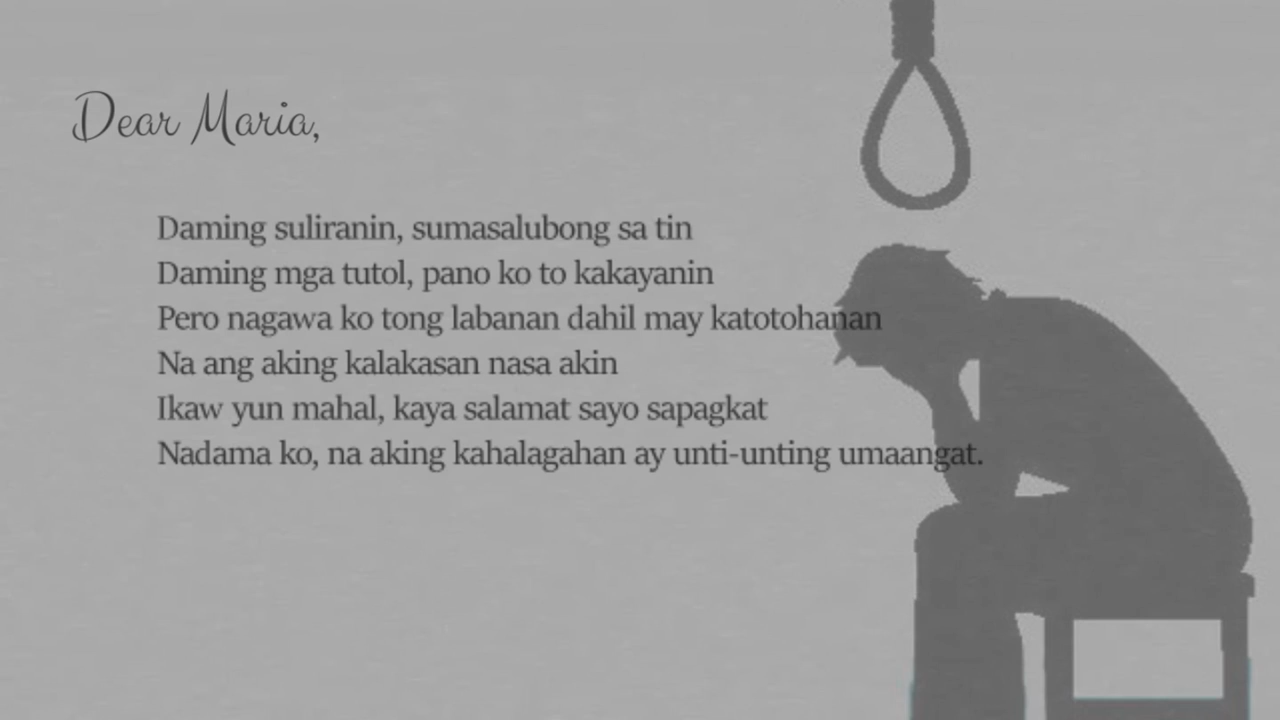 Dear Maria,
Daming suliranin, sumasalubong sa tin
Daming mga tutol, pano ko to kakayanin
Pero nagawa ko tong labanan dahil may katotohanan
Na ang aking kalakasan nasa akin
Ikaw yun mahal, kaya salamat sayo sapagkat
Nadama ko, na aking kahalagahan ay unti-unting umaangat.